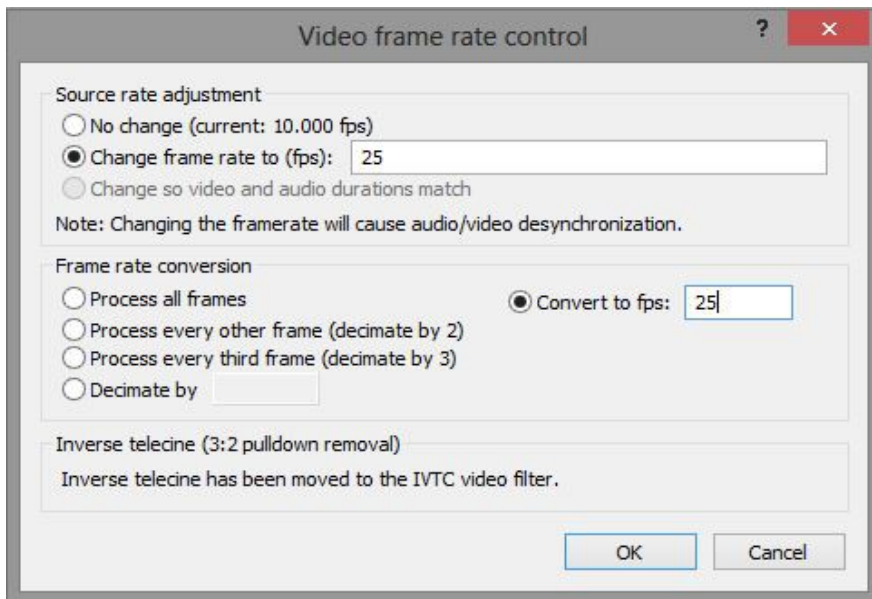 Video frame rate control
?
Source rate adjustment
No change (current: 10.000 fps)
Change frame rate to (fps): 25
Change so video and audio durations match
Note: Changing the framerate will cause audio/video desynchronization.
Frame rate conversion
Process all frames
Convert to fps: 25
Process every other frame (decimate by 2)
Process every third frame (decimate by 3)
Decimate by
Inverse telecine (3:2 pulldown removal)
Inverse telecine has been moved to the IVTC video filter.
OK
Cancel